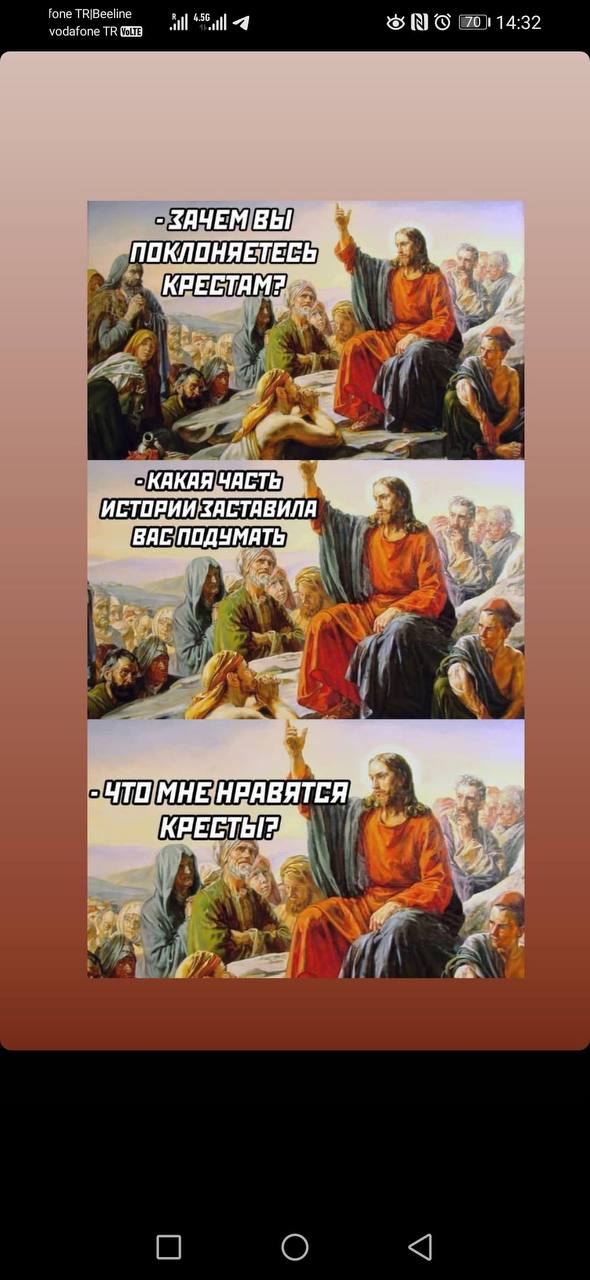 fone TR|Beeline
vodafone TR VoLTE
R 4.5G
70 14:32
- ЗАЧЕМ ВЫ
ПОКЛОНЯЕТЕСЬ
КРЕСТАМ?
- КАКАЯ ЧАСТЬ
ИСТОРИИ ЗАСТАВИЛА
ВАС ПОДУМАТЬ
- ЧТО МНЕ НРАВЯТСЯ
КРЕСТЫ?